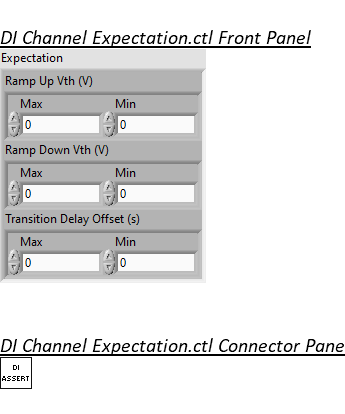 DI Channel Expectation.ctl Front Panel
Expectation
Ramp Up Vth (V)
Max Min
0 0
Ramp Down Vth (V)
Max Min
0 0
Transition Delay Offset (s)
Max Min
0 0
DI Channel Expectation.ctl Connector Pane
DI
ASSERT